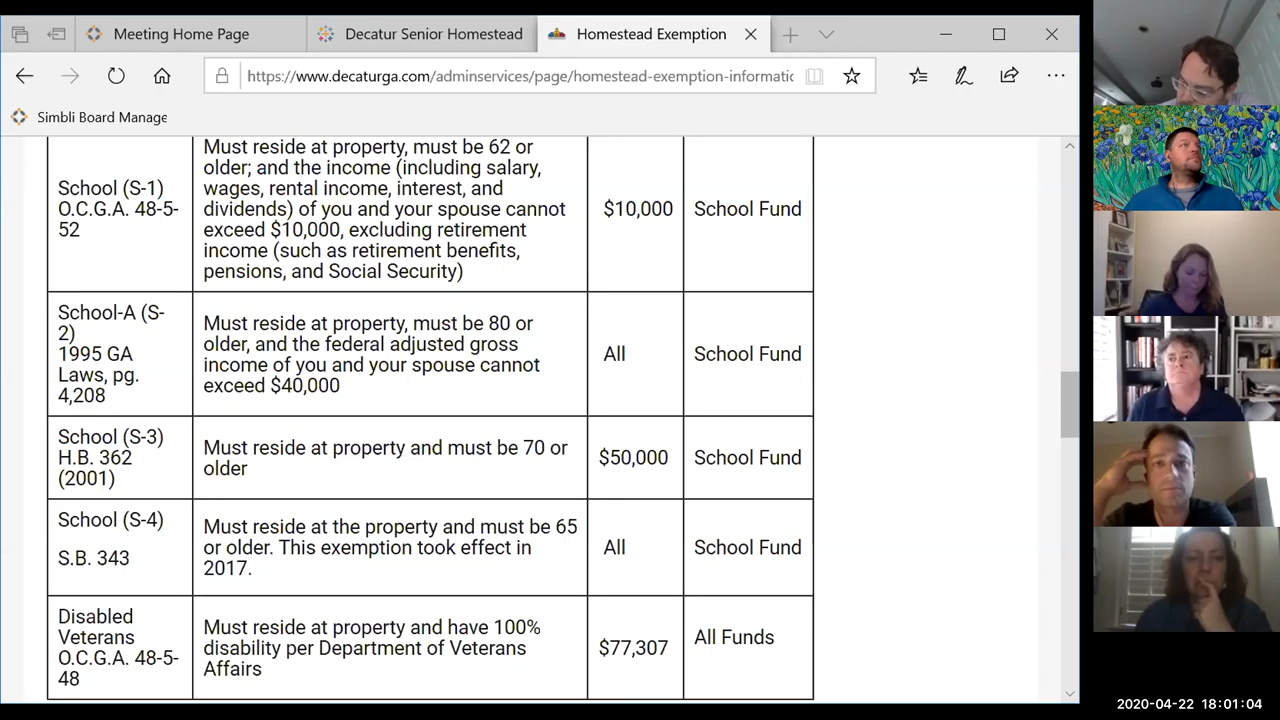 Meeting Home Page
Decatur Senior Homestead
Homestead Exemption
https://www.decaturga.com/adminservices/page/homestead-exemption-informatic
Simbli Board Manage
School (S-1)
O.C.G.A. 48-5-
52
Must reside at property, must be 62 or
older; and the income (including salary,
wages, rental income, interest, and
dividends) of you and your spouse cannot
exceed $10,000, excluding retirement
income (such as retirement benefits,
pensions, and Social Security)
$10,000
School Fund
School-A (S-
2)
1995 GA
Laws, pg.
4,208
Must reside at property, must be 80 or
older, and the federal adjusted gross
income of you and your spouse cannot
exceed $40,000
All
School Fund
School (S-3)
H.B. 362
(2001)
Must reside at property and must be 70 or
older
$50,000
School Fund
School (S-4)
S.B. 343
Must reside at the property and must be 65
or older. This exemption took effect in
2017.
All
School Fund
Disabled
Veterans
O.C.G.A. 48-5-
48
Must reside at property and have 100%
disability per Department of Veterans
Affairs
$77,307
All Funds
2020-04-22 18:01:04